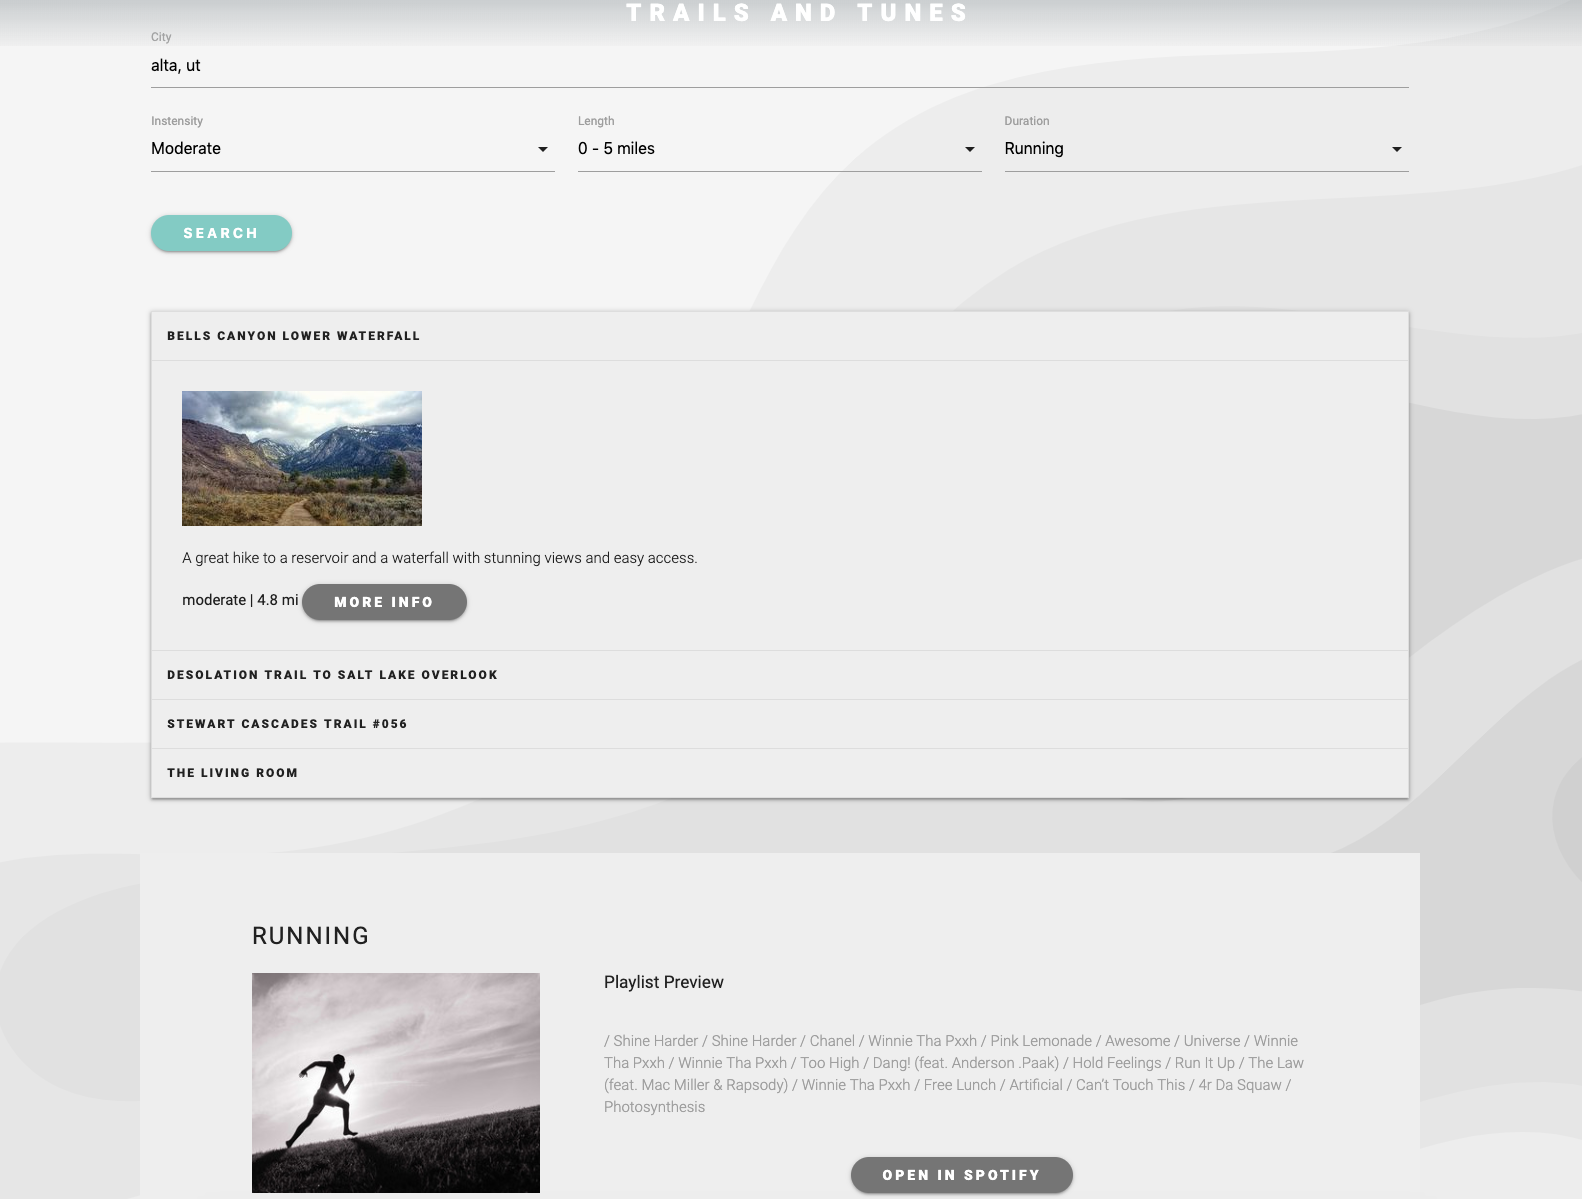 TRAILS AND TUNES
City
alta, ut
Instensity
Length
Duration
Moderate
0 - 5 miles
Running
SEARCH
BELLS CANYON LOWER WATERFALL
A great hike to a reservoir and a waterfall with stunning views and easy access.
moderate | 4.8 mi MORE INFO
DESOLATION TRAIL TO SALT LAKE OVERLOOK
STEWART CASCADES TRAIL #056
THE LIVING ROOM
RUNNING
Playlist Preview
/ Shine Harder / Shine Harder / Chanel / Winnie Tha Pxxh / Pink Lemonade / Awesome / Universe / Winnie
Tha Pxxh / Winnie Tha Pxxh / Too High / Dang! (feat. Anderson .Paak) / Hold Feelings / Run It Up / The Law
(feat. Mac Miller & Rapsody) / Winnie Tha Pxxh / Free Lunch / Artificial / Can't Touch This / 4r Da Squaw /
Photosynthesis
OPEN IN SPOTIFY